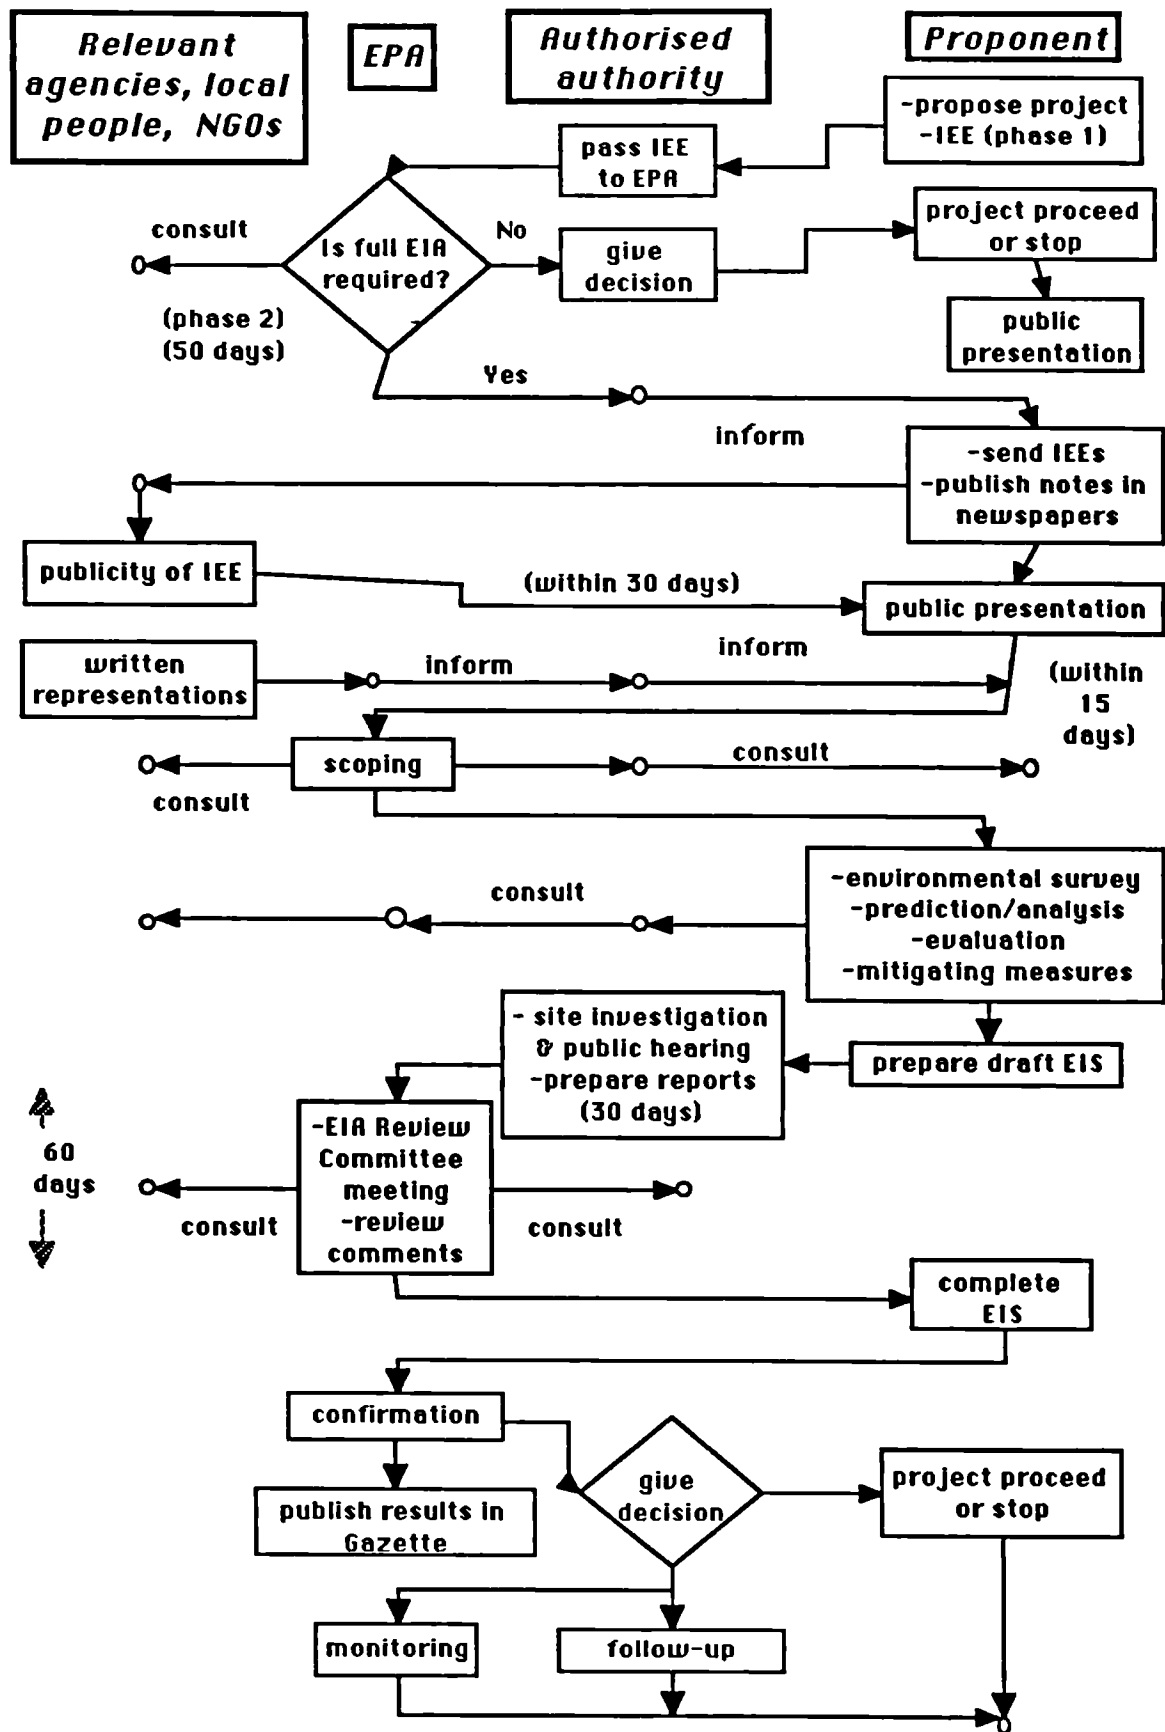 Relevant
agencies, local
people, NGOs
EPA
Authorised
authority
Proponent
-propose project
-IEE (phase 1)
pass IEE
to EPA
consult
Is full EIA
required?
No
give
decision
project proceed
or stop
(phase 2)
(50 days)
public
presentation
Yes
inform
-send IEEs
-publish notes in
newspapers
publicity of IEE
(within 30 days)
public presentation
written
representations
inform
inform
(within
15
days)
scoping
consult
consult
consult
-environmental survey
-prediction/analysis
-evaluation
-mitigating measures
- site investigation
& public hearing
-prepare reports
(30 days)
prepare draft EIS
60
days
-EIA Review
Committee
meeting
-review
comments
consult
consult
complete
EIS
confirmation
give
decision
project proceed
or stop
publish results in
Gazette
monitoring
follow-up